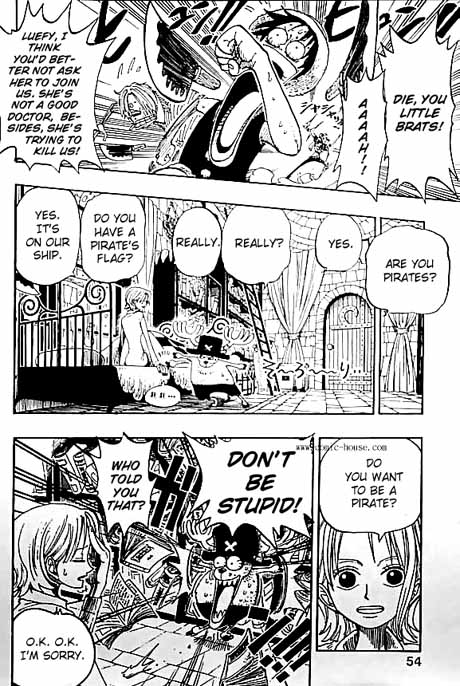 DIE, YOU
LITTLE
BRATS!
AAAAH!!
LUEFY, I
THINK
YOU'D BET-
TER NOT ASK
HER TO JOIN
US. SHE'S
NOT A GOOD
DOCTOR, BE-
SIDES, SHE'S
TRYING TO
KILL US!
ARE YOU
PIRATES?
YES.
REALLY?
REALLY.
DO YOU
HAVE A
PIRATE'S
FLAG?
YES.
IT'S
ON OUR
SHIP.
www.comic-house.com
DO
YOU WANT
TO BE A
PIRATE?
DON'T
BE
STUPID!
WHO
TOLD
YOU THAT?
O.K. O.K.
I'M SORRY.
54